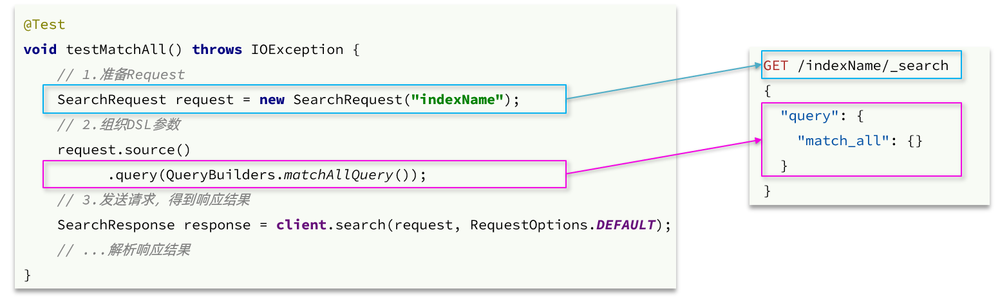 @Test
void testMatchAll() throws IOException {
// 1.准备Request
SearchRequest request = new SearchRequest("indexName");
// 2.组织DSL参数
request.source()
.query(QueryBuilders.matchAllQuery());
// 3.发送请求，得到响应结果
SearchResponse response = client.search(request, RequestOptions.DEFAULT);
// ...解析响应结果
}
GET /indexName/_search
{
"query": {
"match_all": {}
}
}